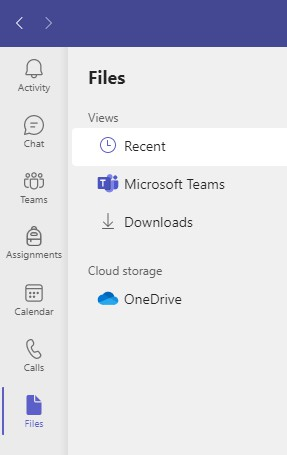 Activity
Chat
Teams
Assignments
Calendar
Calls
Files
Files
Views
Recent
Microsoft Teams
Downloads
Cloud storage
OneDrive